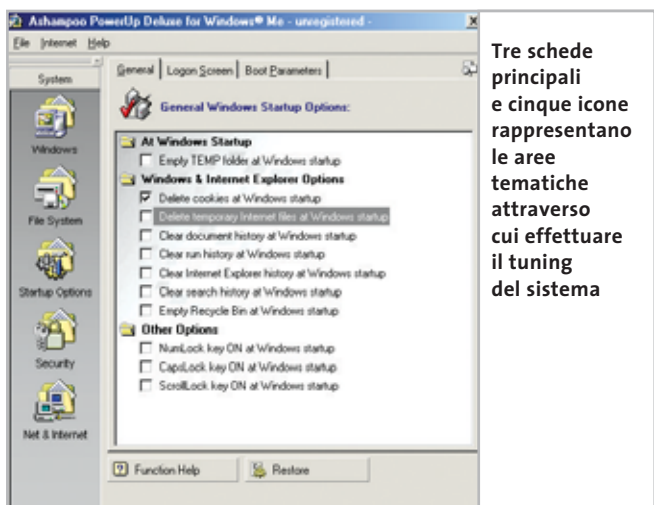 Ashampoo PowerUp Deluxe for Windows® Me - unregistered -
File Internet Help
System
Windows
File System
Startup Options
Security
Net & Internet
General Logon Screen Boot Parameters
General Windows Startup Options:
At Windows Startup
Empty TEMP folder at Windows startup
Windows & Internet Explorer Options
Delete cookies at Windows startup
Delete temporary Internet files at Windows startup
Clear document history at Windows startup
Clear run history at Windows startup
Clear Internet Explorer history at Windows startup
Clear search history at Windows startup
Empty Recycle Bin at Windows startup
Other Options
NumLock key ON at Windows startup
CapsLock key ON at Windows startup
ScrollLock key ON at Windows startup
Function Help
Restore
Tre schede
principali
e cinque icone
rappresentano
le aree
tematiche
attraverso
cui effettuare
il tuning
del sistema